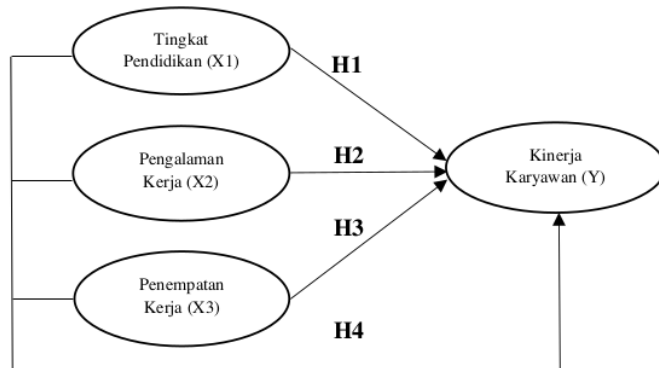 Tingkat
Pendidikan (X1)
H1
Pengalaman
Kerja (X2)
H2
Kinerja
Karyawan (Y)
H3
Penempatan
Kerja (X3)
H4